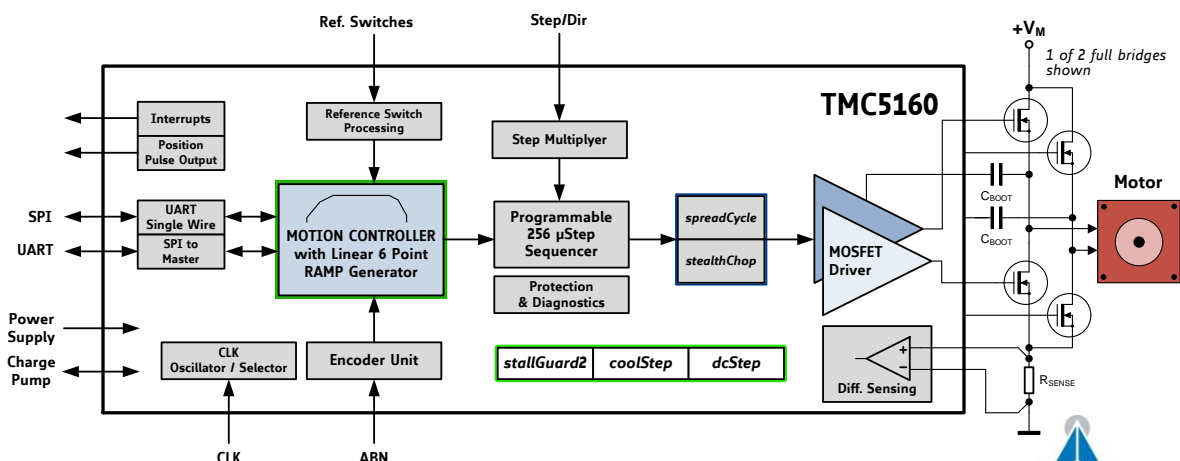 Ref. Switches
Step/Dir
+VM
1 of 2 full bridges
shown
TMC5160
Interrupts
Position
Pulse Output
Reference Switch
Processing
Step Multiplyer
CBOOT
CBOOT
Motor
SPI
UART
UART
Single Wire
SPI to
Master
MOTION CONTROLLER
with Linear 6 Point
RAMP Generator
Programmable
256 µStep
Sequencer
spreadCycle
stealthChop
MOSFET
Driver
Protection
& Diagnostics
Power
Supply
Charge
Pump
CLK
Oscillator / Selector
Encoder Unit
stallGuard2
coolStep
dcStep
+
−
Diff. Sensing
RSENSE
CLK
ABN